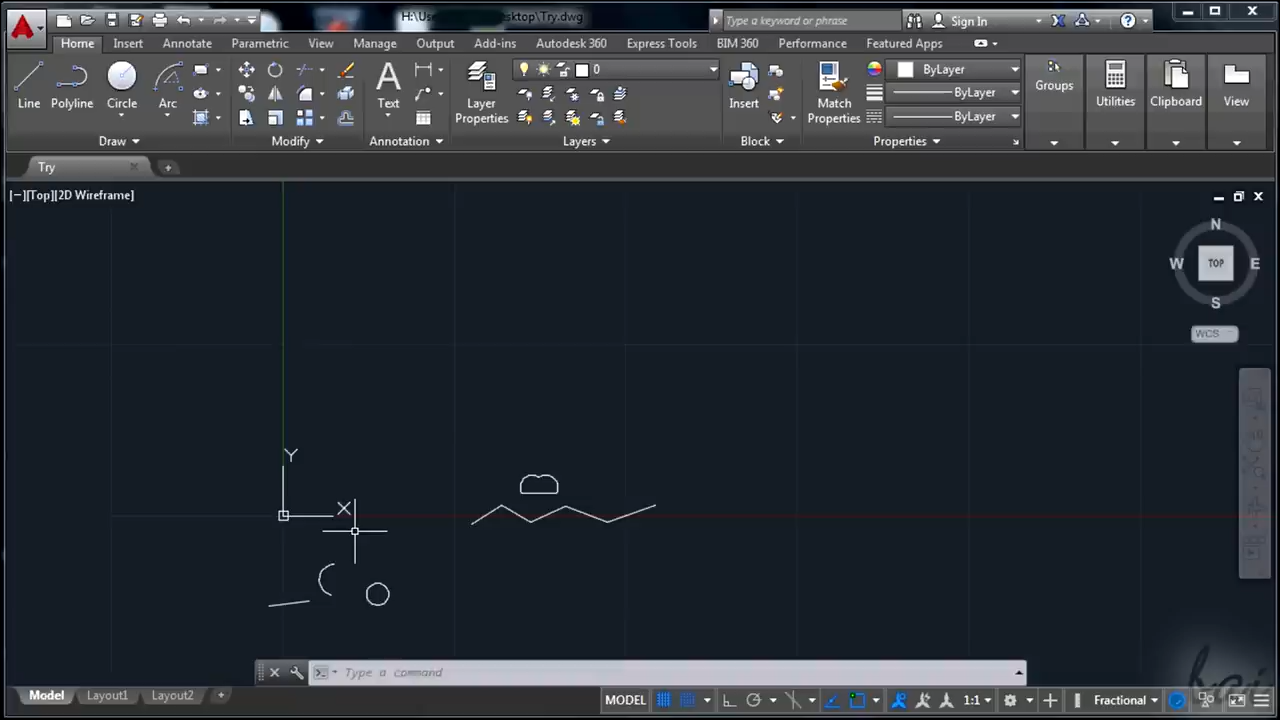 H:\Use
sktop\Try.dwg
Type a keyword or phrase
Sign In
Home Insert Annotate Parametric View Manage Output Add-ins Autodesk 360 Express Tools BIM 360 Performance Featured Apps
Line Polyline Circle Arc
Draw
Modify
Text
Annotation
Layer
Properties
0
Layers
Insert
Block
Match
Properties
ByLayer
ByLayer
ByLayer
Properties
Groups
Utilities
Clipboard
View
Try
[−][Top][2D Wireframe]
N
W TOP E
S
WCS
Y
X
Type a command
Model Layout1 Layout2
MODEL 1:1 Fractional